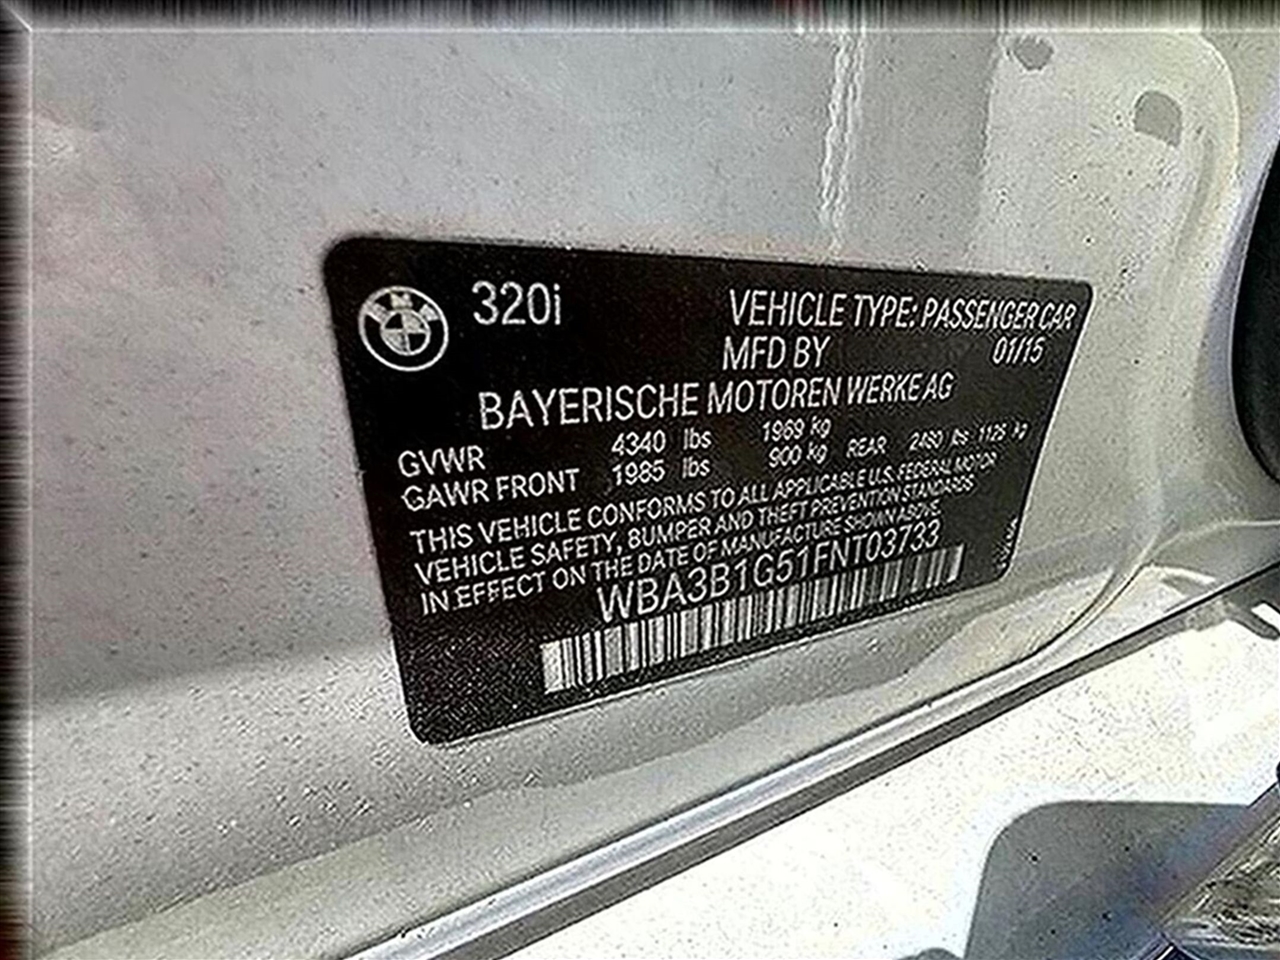 320i
VEHICLE TYPE: PASSENGER CAR
MFD BY 01/15
BAYERISCHE MOTOREN WERKE AG
GVWR 4340 lbs 1969 kg
GAWR FRONT 1985 lbs 900 kg REAR 2480 lbs 1125 kg
THIS VEHICLE CONFORMS TO ALL APPLICABLE U.S. FEDERAL MOTOR
VEHICLE SAFETY, BUMPER AND THEFT PREVENTION STANDARDS
IN EFFECT ON THE DATE OF MANUFACTURE SHOWN ABOVE
WBA3B1G51FNT03733